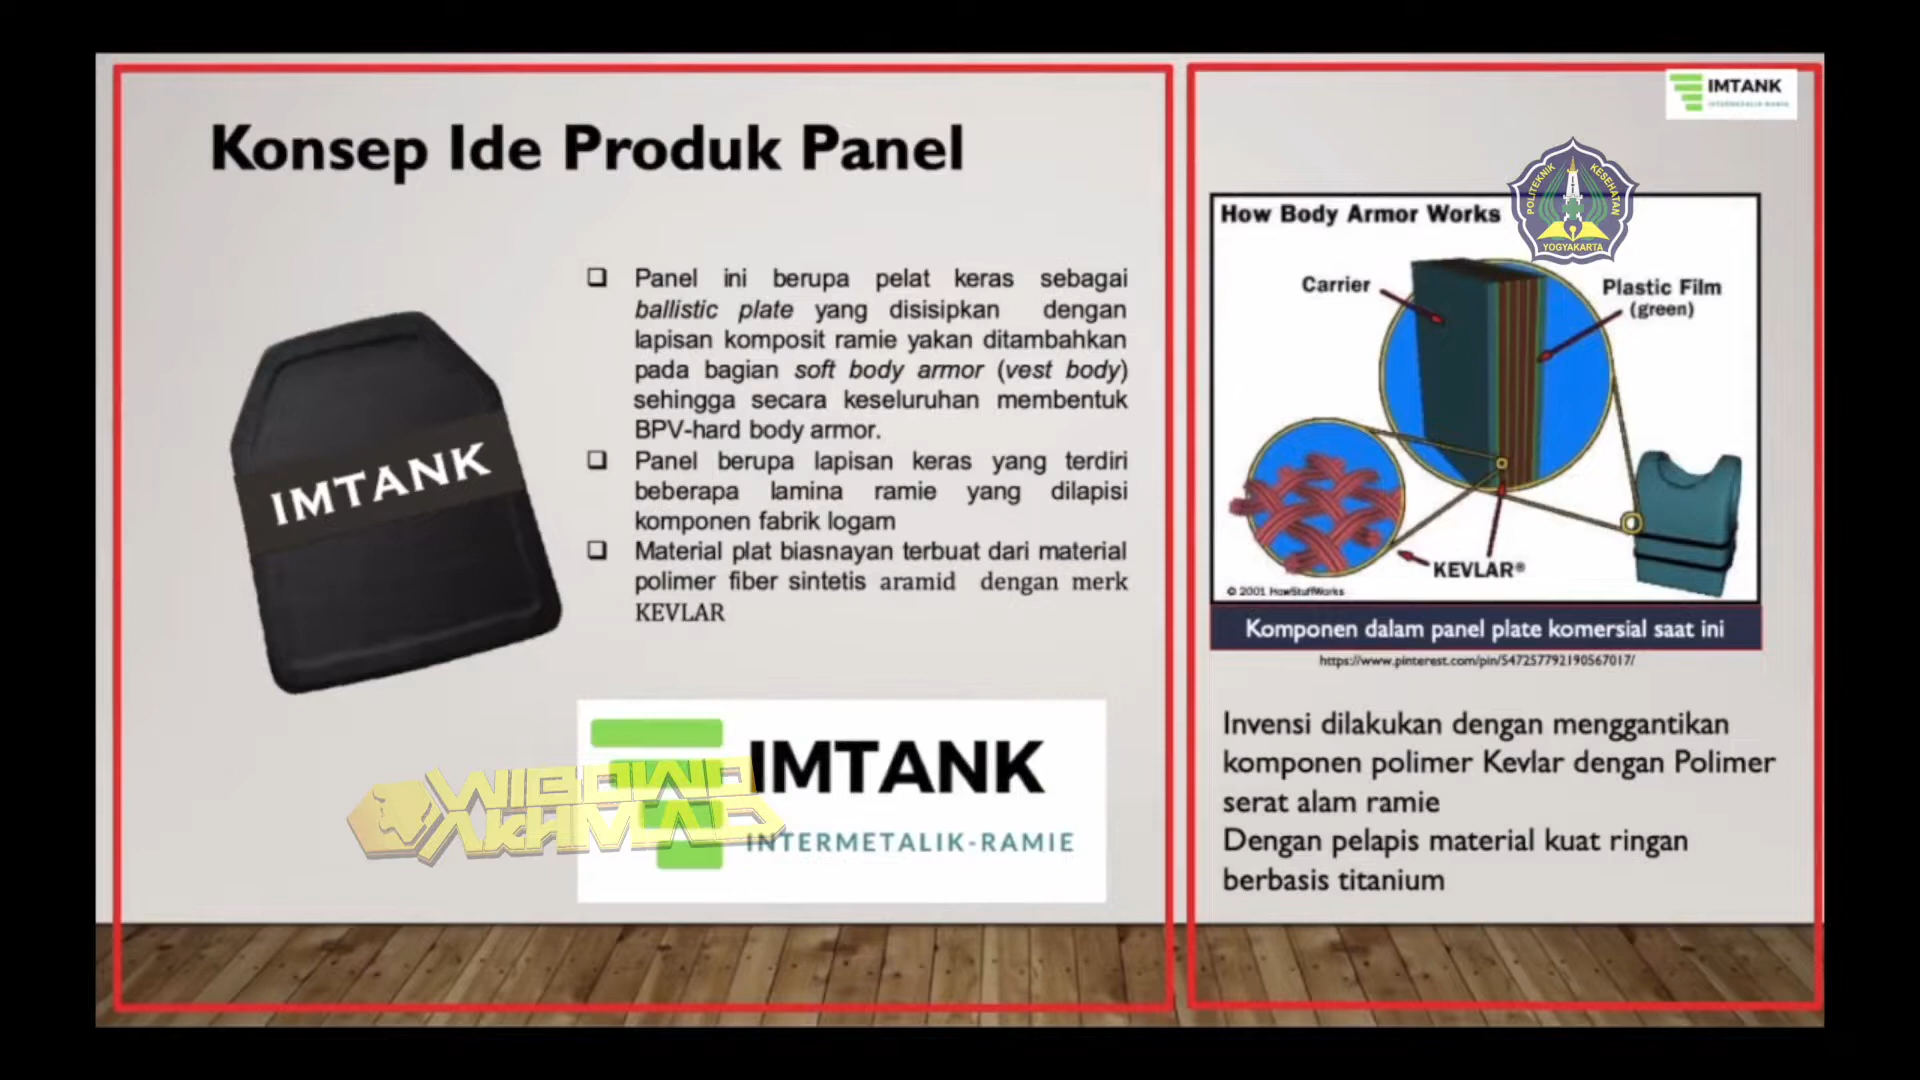 Konsep Ide Produk Panel
IMTANK
❑ Panel ini berupa pelat keras sebagai
ballistic plate yang disisipkan dengan
lapisan komposit ramie yakan ditambahkan
pada bagian soft body armor (vest body)
sehingga secara keseluruhan membentuk
BPV-hard body armor.
❑ Panel berupa lapisan keras yang terdiri
beberapa lamina ramie yang dilapisi
komponen fabrik logam
❑ Material plat biasnayan terbuat dari material
polimer fiber sintetis aramid dengan merk
KEVLAR
IMTANK
INTERMETALIK-RAMIE
WIBOWO
AKHMAD
IMTANK
INTERMETALIK-RAMIE
POLITEKNIK KESEHATAN
YOGYAKARTA
How Body Armor Works
Carrier
Plastic Film
(green)
KEVLAR®
© 2001 HowStuffWorks
Komponen dalam panel plate komersial saat ini
https://www.pinterest.com/pin/547257792190567017/
Invensi dilakukan dengan menggantikan
komponen polimer Kevlar dengan Polimer
serat alam ramie
Dengan pelapis material kuat ringan
berbasis titanium